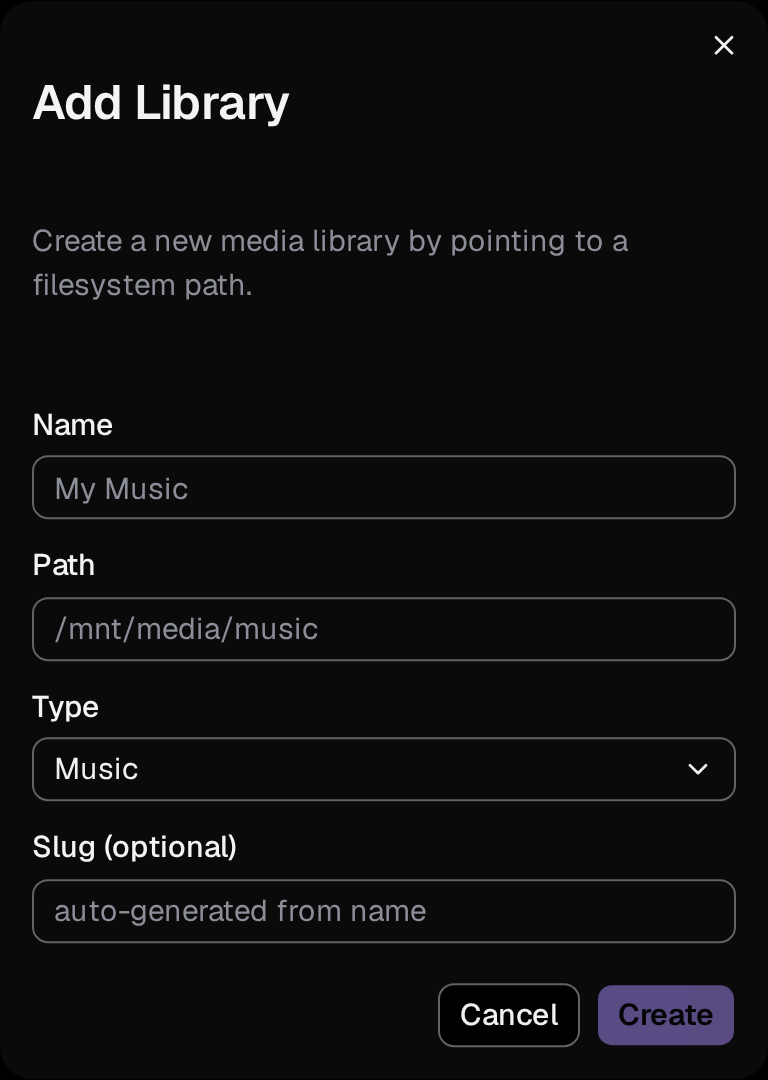 Add Library
Create a new media library by pointing to a
filesystem path.
Name
My Music
Path
/mnt/media/music
Type
Music
Slug (optional)
auto-generated from name
Cancel
Create